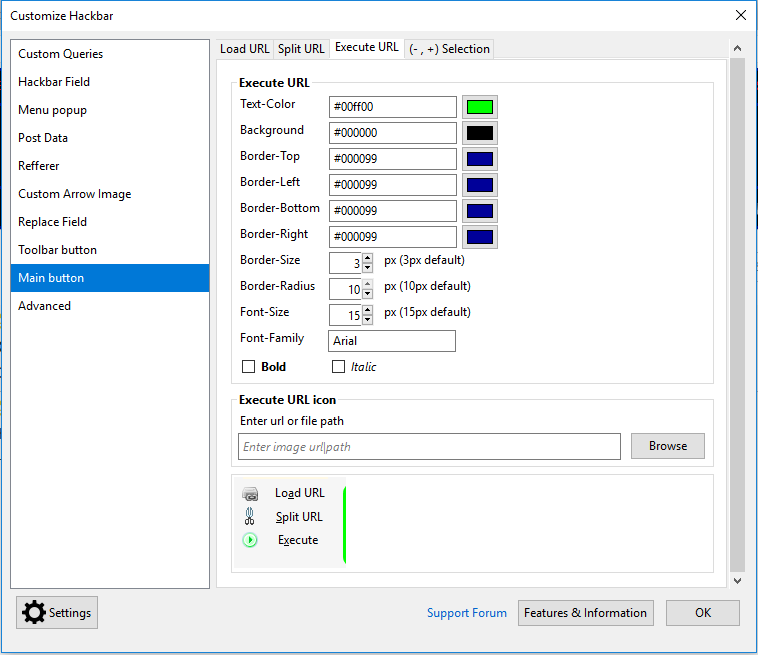 Customize Hackbar
Custom Queries
Hackbar Field
Menu popup
Post Data
Refferer
Custom Arrow Image
Replace Field
Toolbar button
Main button
Advanced
Load URL Split URL Execute URL (- , +) Selection
Execute URL
Text-Color #00ff00
Background #000000
Border-Top #000099
Border-Left #000099
Border-Bottom #000099
Border-Right #000099
Border-Size 3 px (3px default)
Border-Radius 10 px (10px default)
Font-Size 15 px (15px default)
Font-Family Arial
Bold Italic
Execute URL icon
Enter url or file path
Enter image url|path Browse
Load URL
Split URL
Execute
Settings Support Forum Features & Information OK